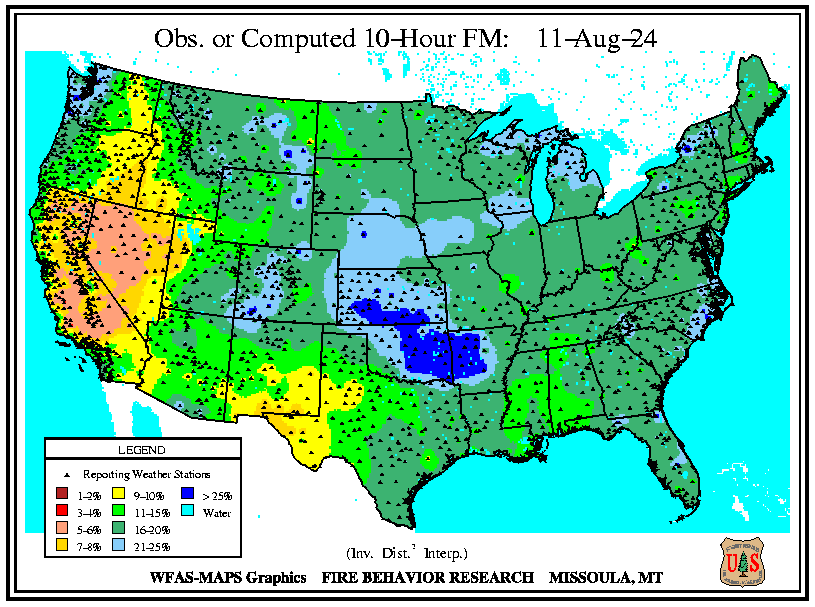 Obs. or Computed 10-Hour FM: 11-Aug-24
LEGEND
Reporting Weather Stations
1-2% 9-10% > 25%
3-4% 11-15% Water
5-6% 16-20%
7-8% 21-25%
(Inv. Dist.² Interp.)
WFAS-MAPS Graphics FIRE BEHAVIOR RESEARCH MISSOULA, MT
U S